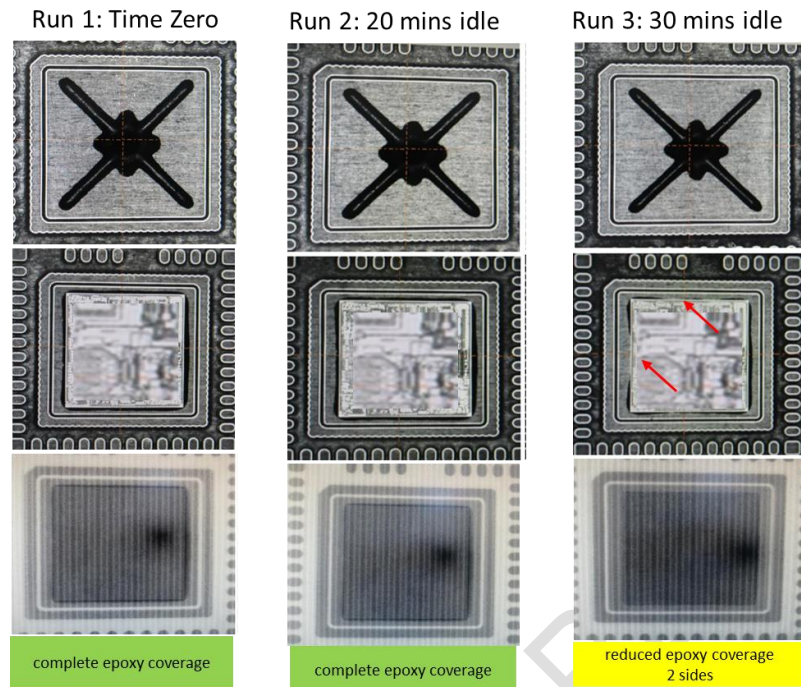 Run 1: Time Zero
Run 2: 20 mins idle
Run 3: 30 mins idle
complete epoxy coverage
complete epoxy coverage
reduced epoxy coverage
2 sides